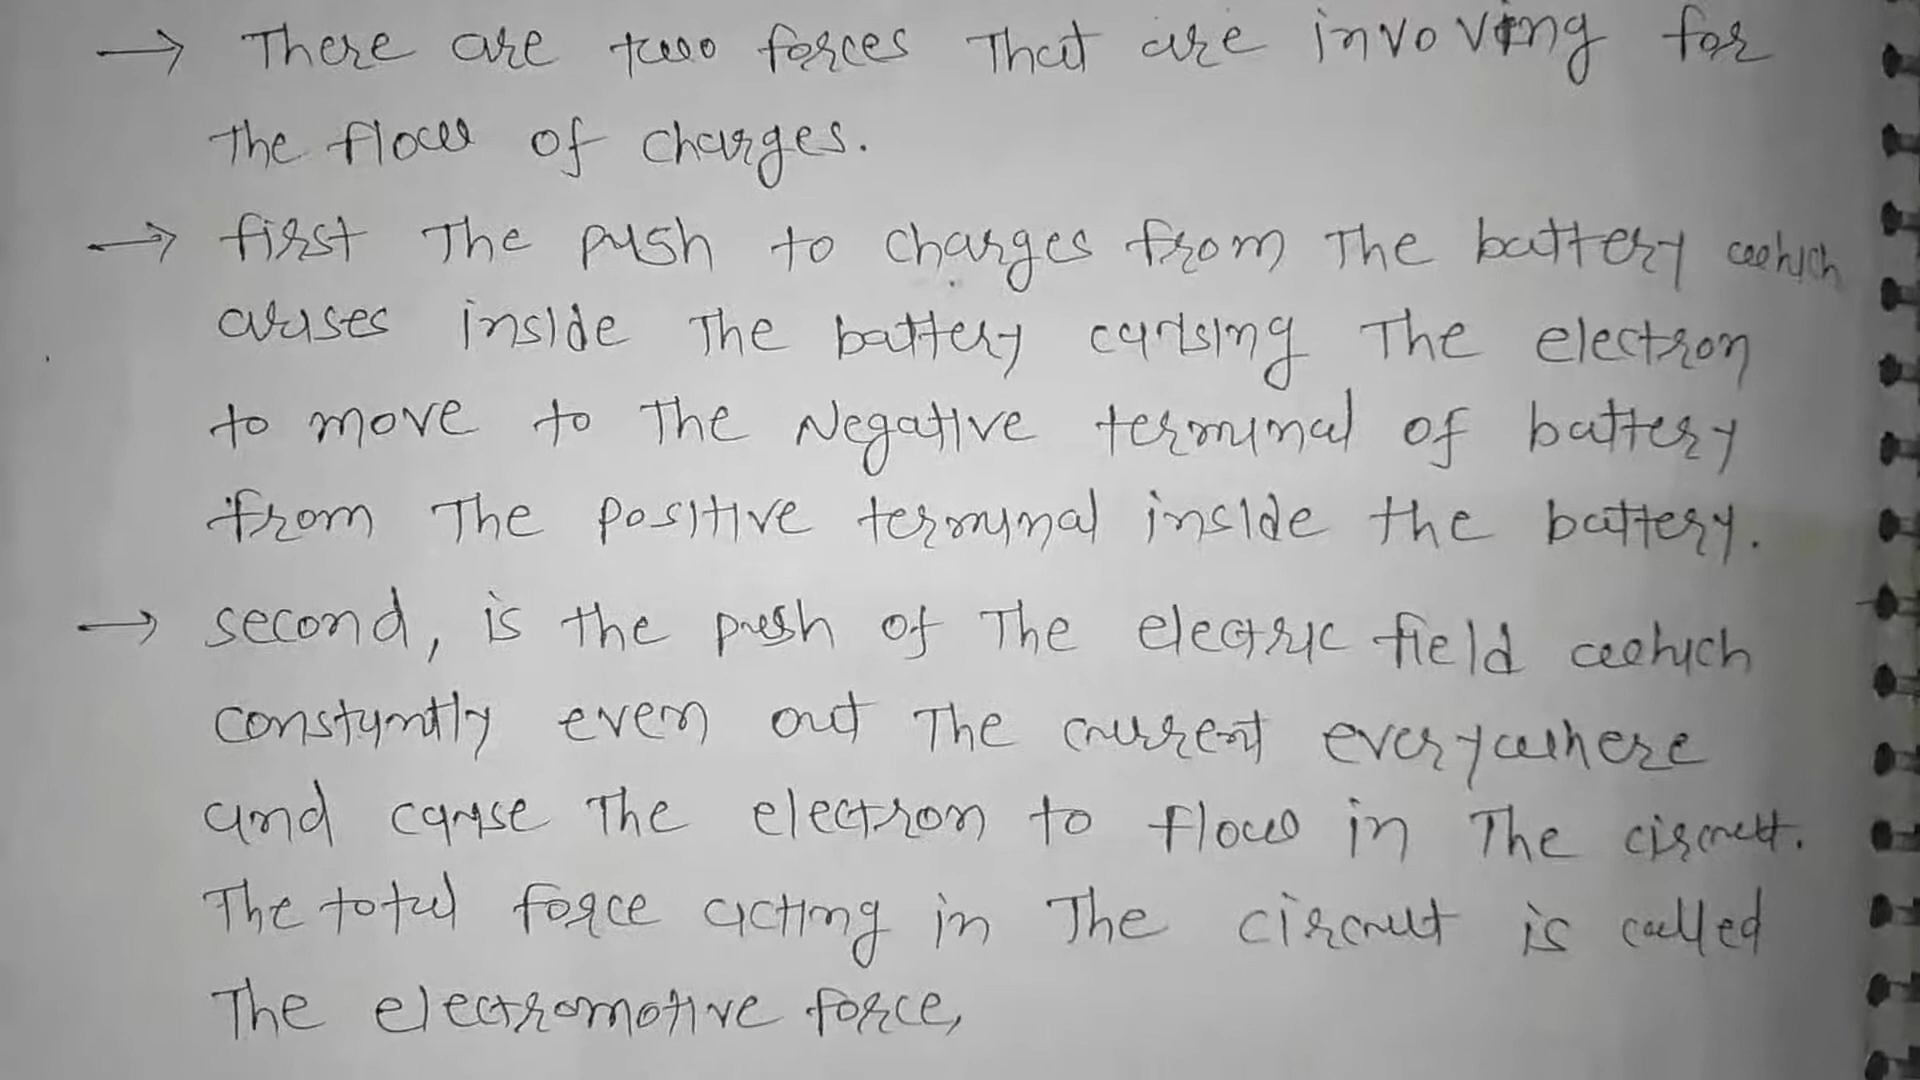 → There are two forces That are invoving for
the flow of charges.
→ first The push to charges from The battery which
arises inside The battery causing The electron
to move to The Negative terminal of battery
from The positive terminal inside the battery.
→ second, is the push of The electric field which
constantly even out The current everywhere
and cause The electron to flow in The circuit.
The total force acting in The circuit is called
The electromotive force,